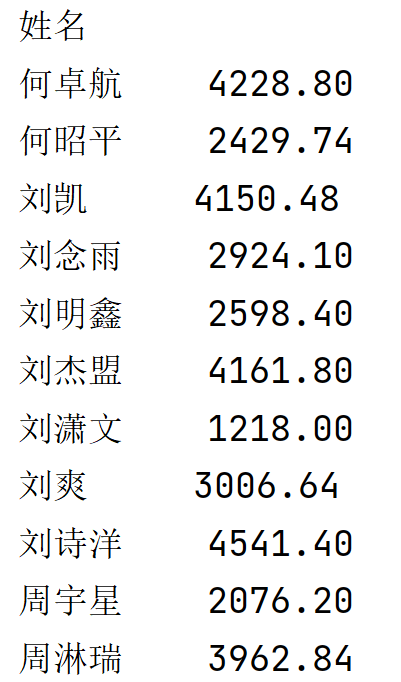 姓名
何卓航 4228.80
何昭平 2429.74
刘凯 4150.48
刘念雨 2924.10
刘明鑫 2598.40
刘杰盟 4161.80
刘潇文 1218.00
刘爽 3006.64
刘诗洋 4541.40
周宇星 2076.20
周淋瑞 3962.84